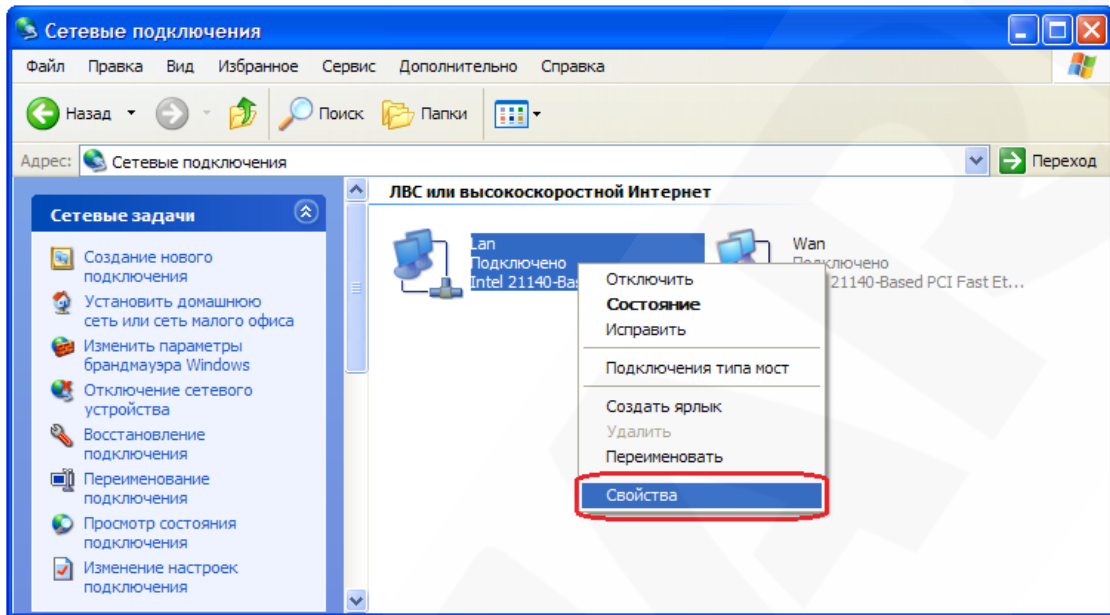 Сетевые подключения
Файл Правка Вид Избранное Сервис Дополнительно Справка
Назад Поиск Папки
Адрес: Сетевые подключения Переход
Сетевые задачи
Создание нового
подключения
Установить домашнюю
сеть или сеть малого офиса
Изменить параметры
брандмауэра Windows
Отключение сетевого
устройства
Восстановление
подключения
Переименование
подключения
Просмотр состояния
подключения
Изменение настроек
подключения
ЛВС или высокоскоростной Интернет
Lan
Подключено
Intel 21140-Bas
Wan
Подключено
21140-Based PCI Fast Et...
Отключить
Состояние
Исправить
Подключения типа мост
Создать ярлык
Удалить
Переименовать
Свойства